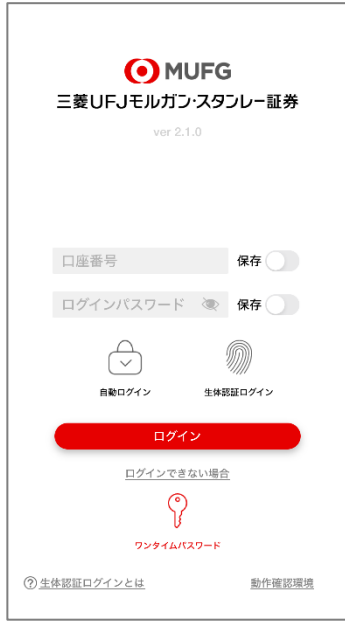 MUFG
三菱UFJモルガン・スタンレー証券
ver 2.1.0
口座番号 保存
ログインパスワード 保存
自動ログイン 生体認証ログイン
ログイン
ログインできない場合
ワンタイムパスワード
? 生体認証ログインとは 動作確認環境